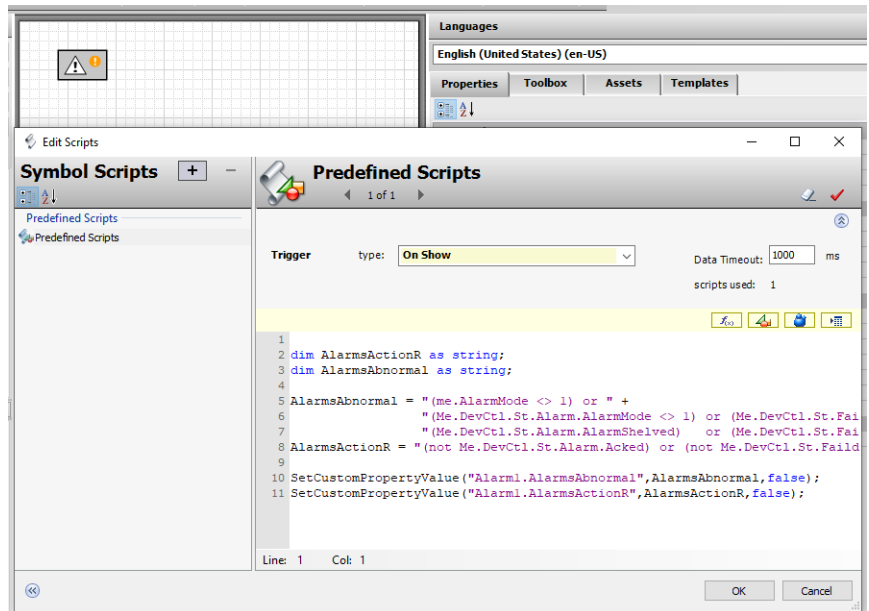 Languages
English (United States) (en-US)
Properties Toolbox Assets Templates
Edit Scripts
Symbol Scripts
Predefined Scripts
1 of 1
Predefined Scripts
Predefined Scripts
Trigger type: On Show
Data Timeout: 1000 ms
scripts used: 1
1
2 dim AlarmsActionR as string;
3 dim AlarmsAbnormal as string;
4
5 AlarmsAbnormal = "(me.AlarmMode <> 1) or " +
6 "(Me.DevCtl.St.Alarm.AlarmMode <> 1) or (Me.DevCtl.St.Fai
7 "(Me.DevCtl.St.Alarm.AlarmShelved) or (Me.DevCtl.St.Fai
8 AlarmsActionR = "(not Me.DevCtl.St.Alarm.Acked) or (not Me.DevCtl.St.Faild
9
10 SetCustomPropertyValue("Alarm1.AlarmsAbnormal",AlarmsAbnormal,false);
11 SetCustomPropertyValue("Alarm1.AlarmsActionR",AlarmsActionR,false);
Line: 1 Col: 1
OK Cancel